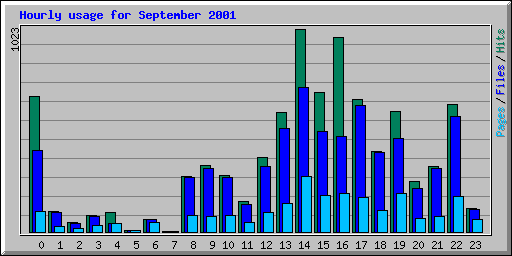 Hourly usage for September 2001
1023
Pages/Files/Hits
0 1 2 3 4 5 6 7 8 9 10 11 12 13 14 15 16 17 18 19 20 21 22 23